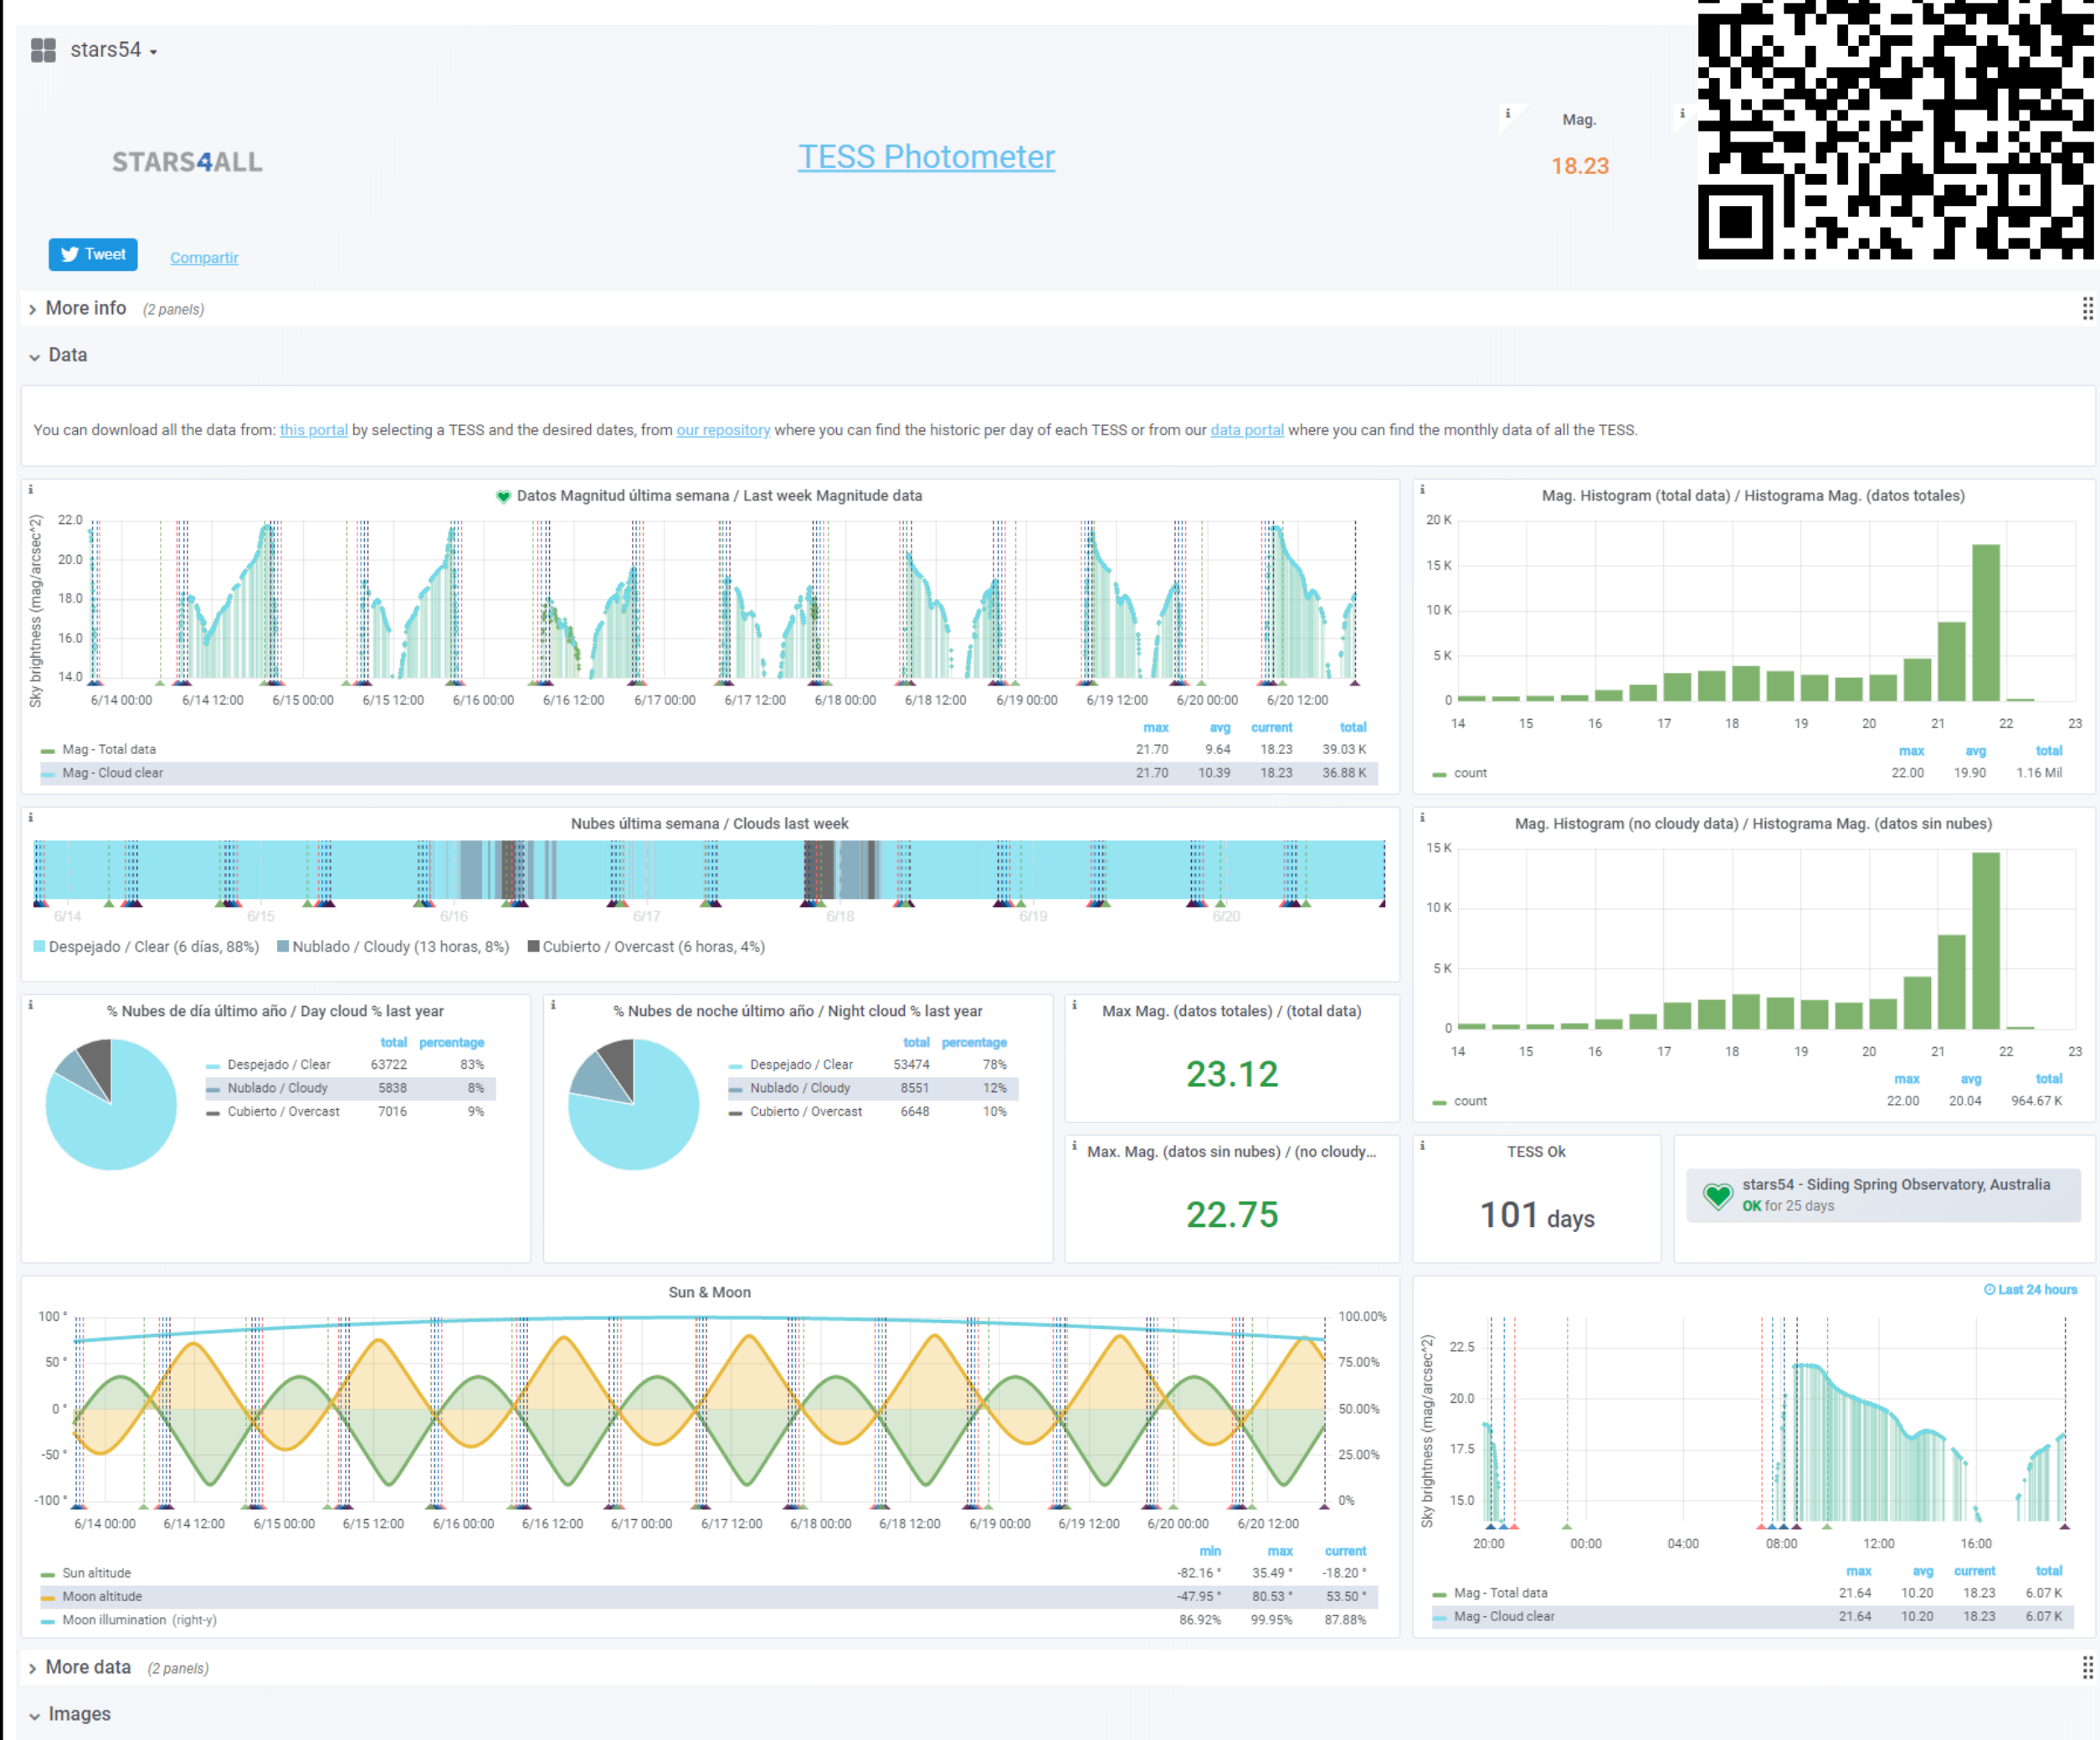 stars54
Mag.
STARS4ALL
TESS Photometer
18.23
Tweet
Compartir
More info (2 panels)
Data
You can download all the data from: this portal by selecting a TESS and the desired dates, from our repository where you can find the historic per day of each TESS or from our data portal where you can find the monthly data of all the TESS.
Datos Magnitud última semana / Last week Magnitude data
Sky brightness (mag/arcsec^2)
22.0
20.0
18.0
16.0
14.0
6/14 00:00 6/14 12:00 6/15 00:00 6/15 12:00 6/16 00:00 6/16 12:00 6/17 00:00 6/17 12:00 6/18 00:00 6/18 12:00 6/19 00:00 6/19 12:00 6/20 00:00 6/20 12:00
max avg current total
Mag - Total data 21.70 9.64 18.23 39.03 K
Mag - Cloud clear 21.70 10.39 18.23 36.88 K
Mag. Histogram (total data) / Histograma Mag. (datos totales)
20 K
15 K
10 K
5 K
0
14 15 16 17 18 19 20 21 22 23
max avg total
count 22.00 19.90 1.16 Mil
Nubes última semana / Clouds last week
6/14 6/15 6/16 6/17 6/18 6/19 6/20
Despejado / Clear (6 días, 88%) Nublado / Cloudy (13 horas, 8%) Cubierto / Overcast (6 horas, 4%)
Mag. Histogram (no cloudy data) / Histograma Mag. (datos sin nubes)
15 K
10 K
5 K
0
14 15 16 17 18 19 20 21 22 23
max avg total
count 22.00 20.04 964.67 K
% Nubes de día último año / Day cloud % last year
total percentage
Despejado / Clear 63722 83%
Nublado / Cloudy 5838 8%
Cubierto / Overcast 7016 9%
% Nubes de noche último año / Night cloud % last year
total percentage
Despejado / Clear 53474 78%
Nublado / Cloudy 8551 12%
Cubierto / Overcast 6648 10%
Max Mag. (datos totales) / (total data)
23.12
Max. Mag. (datos sin nubes) / (no cloudy...
22.75
TESS Ok
101 days
stars54 - Siding Spring Observatory, Australia
OK for 25 days
Sun & Moon
100 °
50 °
0 °
-50 °
-100 °
100.00%
75.00%
50.00%
25.00%
0%
6/14 00:00 6/14 12:00 6/15 00:00 6/15 12:00 6/16 00:00 6/16 12:00 6/17 00:00 6/17 12:00 6/18 00:00 6/18 12:00 6/19 00:00 6/19 12:00 6/20 00:00 6/20 12:00
min max current
Sun altitude -82.16 ° 35.49 ° -18.20 °
Moon altitude -47.95 ° 80.53 ° 53.50 °
Moon illumination (right-y) 86.92% 99.95% 87.88%
Last 24 hours
Sky brightness (mag/arcsec^2)
22.5
20.0
17.5
15.0
20:00 00:00 04:00 08:00 12:00 16:00
max avg current total
Mag - Total data 21.64 10.20 18.23 6.07 K
Mag - Cloud clear 21.64 10.20 18.23 6.07 K
More data (2 panels)
Images